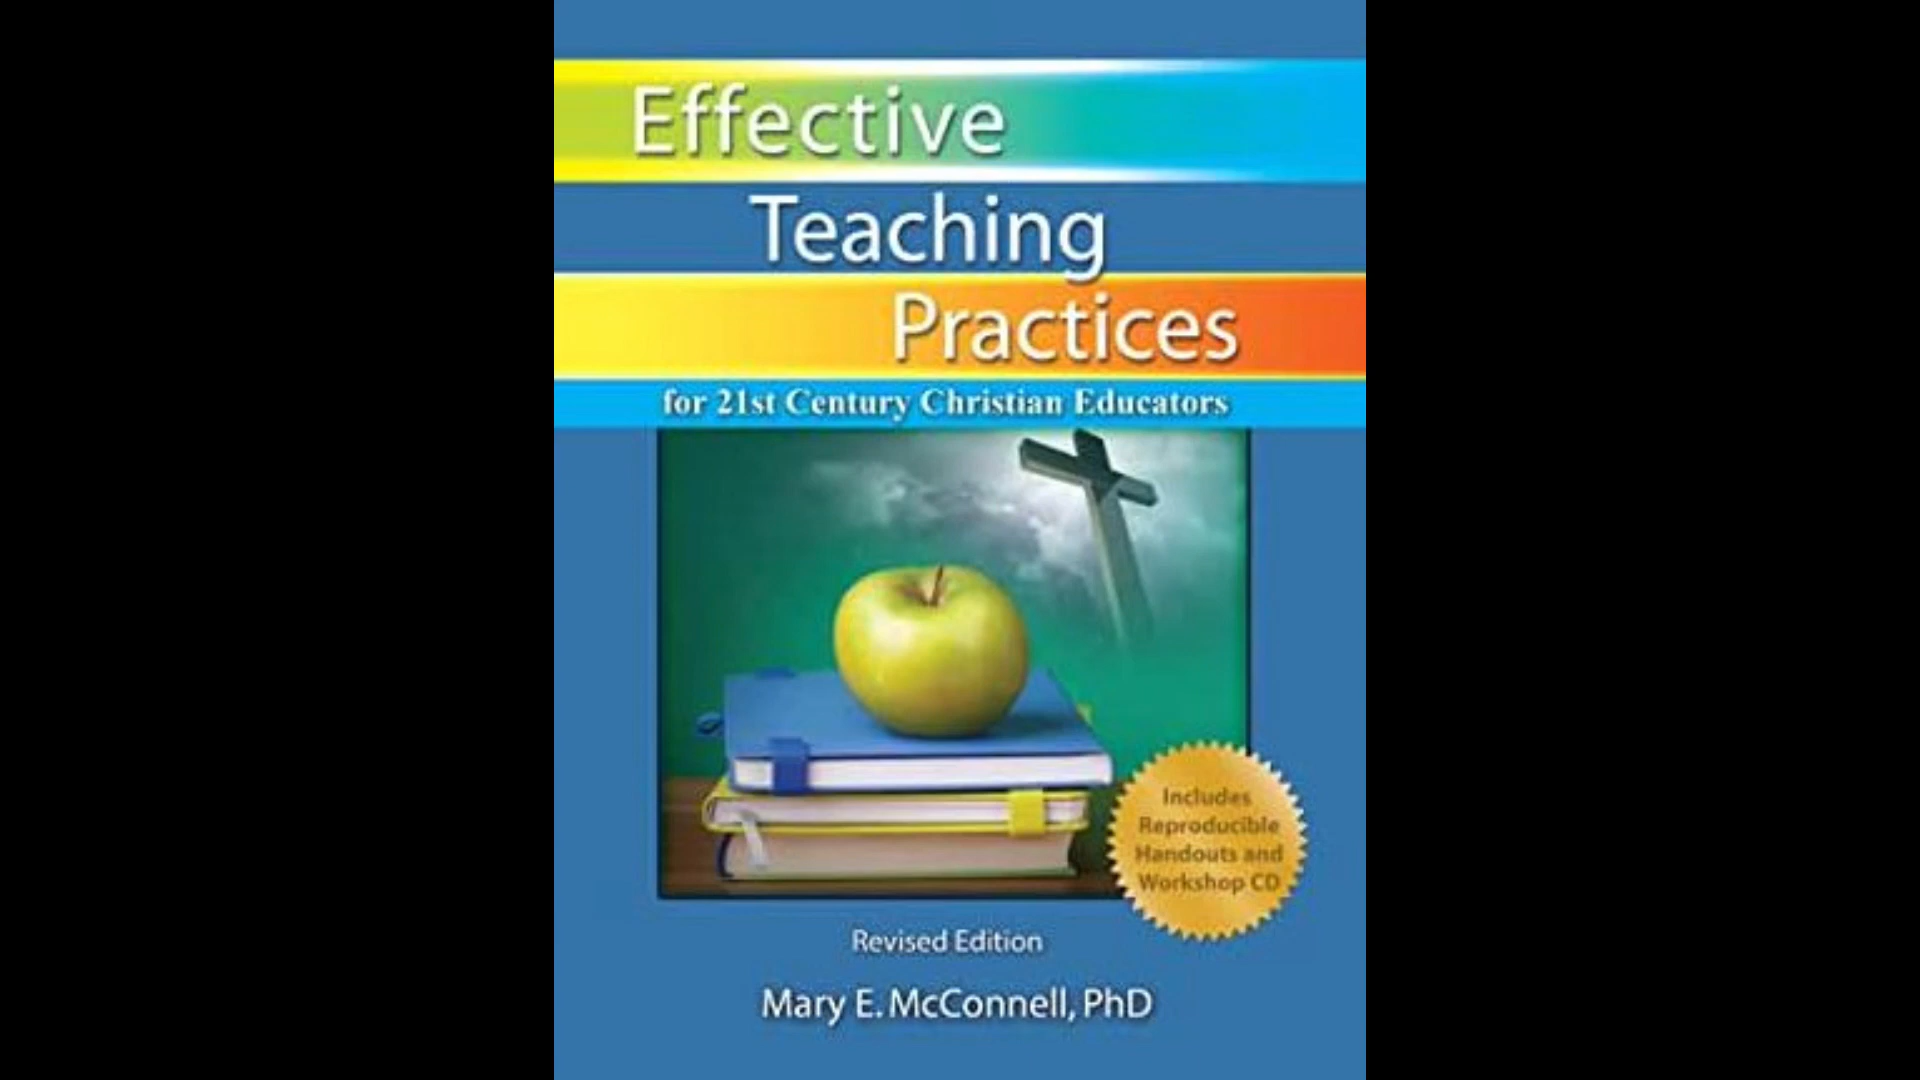 Effective
Teaching
Practices
for 21st Century Christian Educators
Includes
Reproducible
Handouts and
Workshop CD
Revised Edition
Mary E. McConnell, PhD